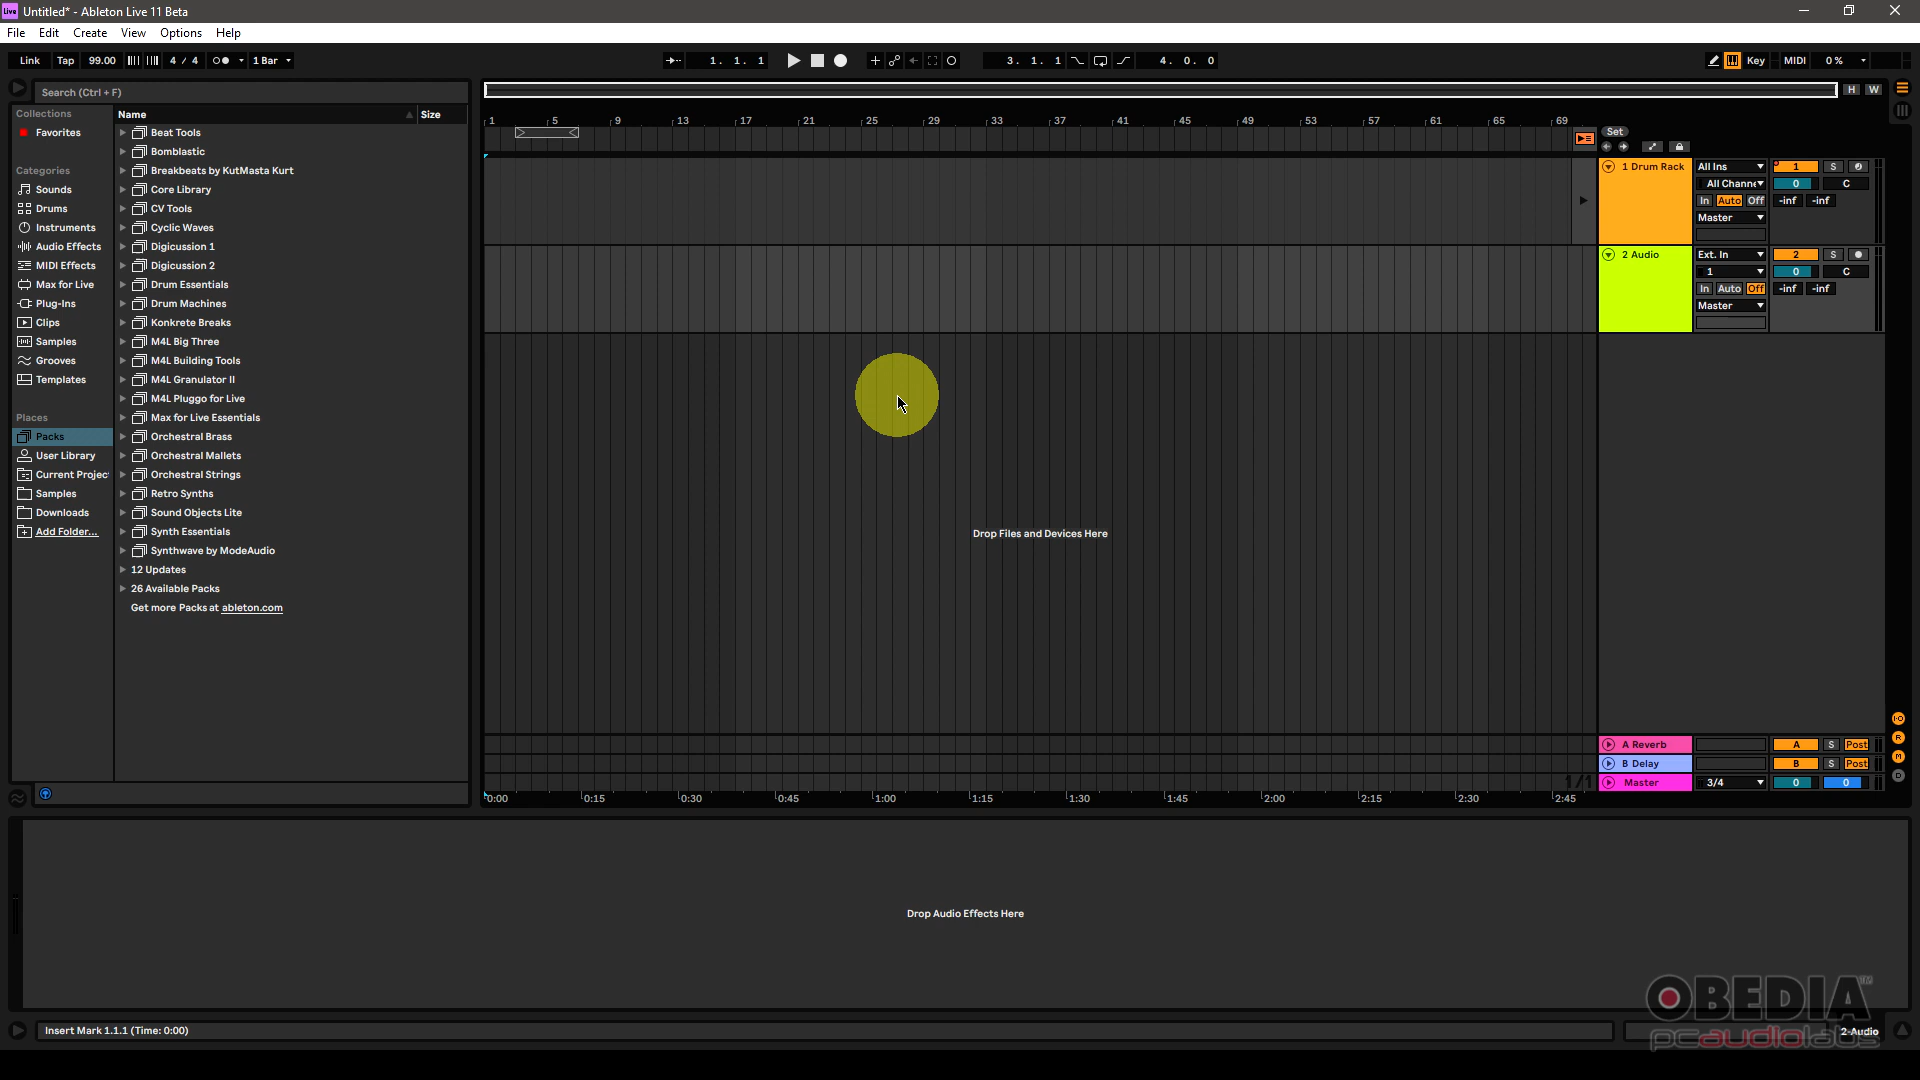 Live Untitled* - Ableton Live 11 Beta
File Edit Create View Options Help
Link Tap 99.00 4 / 4 1 Bar 1. 1. 1 3. 1. 1 4. 0. 0 Key MIDI 0 %
Search (Ctrl + F)
H W
Collections
Favorites
Categories
Sounds
Drums
Instruments
Audio Effects
MIDI Effects
Max for Live
Plug-Ins
Clips
Samples
Grooves
Templates
Places
Packs
User Library
Current Projec
Samples
Downloads
Add Folder...
Name Size
Beat Tools
Bomblastic
Breakbeats by KutMasta Kurt
Core Library
CV Tools
Cyclic Waves
Digicussion 1
Digicussion 2
Drum Essentials
Drum Machines
Konkrete Breaks
M4L Big Three
M4L Building Tools
M4L Granulator II
M4L Pluggo for Live
Max for Live Essentials
Orchestral Brass
Orchestral Mallets
Orchestral Strings
Retro Synths
Sound Objects Lite
Synth Essentials
Synthwave by ModeAudio
12 Updates
26 Available Packs
Get more Packs at ableton.com
1 5 9 13 17 21 25 29 33 37 41 45 49 53 57 61 65 69
Set
1 Drum Rack All Ins 1 S
All Channe 0 C
In Auto Off -inf -inf
Master
2 Audio Ext. In 2 S
1 0 C
In Auto Off -inf -inf
Master
Drop Files and Devices Here
I·O
R
M
D
A Reverb A S Post
B Delay B S Post
1/1 Master 3/4 0 0
0:00 0:15 0:30 0:45 1:00 1:15 1:30 1:45 2:00 2:15 2:30 2:45
Drop Audio Effects Here
OBEDIA™
pcaudiolabs
Insert Mark 1.1.1 (Time: 0:00)
2-Audio